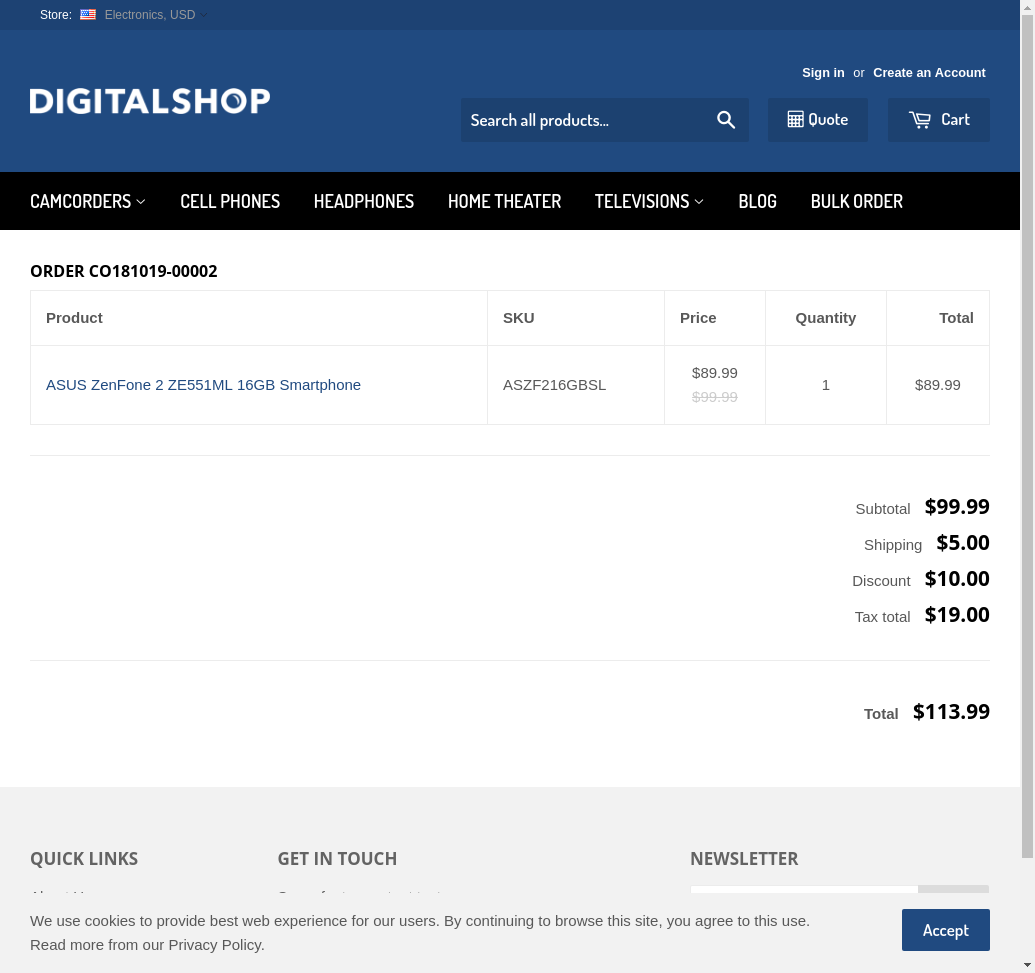 Store: Electronics, USD
Sign in or Create an Account
DIGITALSHOP
Search all products...
Quote
Cart
CAMCORDERS CELL PHONES HEADPHONES HOME THEATER TELEVISIONS BLOG BULK ORDER
ORDER CO181019-00002
Product SKU Price Quantity Total
ASUS ZenFone 2 ZE551ML 16GB Smartphone ASZF216GBSL $89.99 1 $89.99
$99.99
Subtotal $99.99
Shipping $5.00
Discount $10.00
Tax total $19.00
Total $113.99
QUICK LINKS GET IN TOUCH NEWSLETTER
We use cookies to provide best web experience for our users. By continuing to browse this site, you agree to this use.
Read more from our Privacy Policy.
Accept